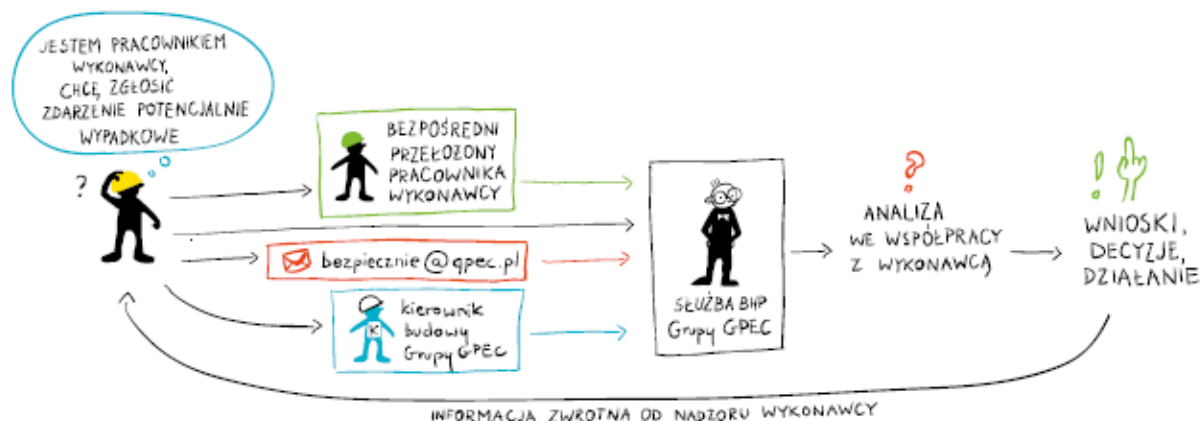 JESTEM PRACOWNIKIEM
WYKONAWCY,
CHCĘ ZGŁOSIĆ
ZDARZENIE POTENCJALNIE
WYPADKOWE
?
BEZPOŚREDNI
PRZEŁOŻONY
PRACOWNIKA
WYKONAWCY
bezpiecznie@gpec.pl
K
kierownik
budowy
Grupy GPEC
SŁUŻBA BHP
Grupy GPEC
?
ANALIZA
WE WSPÓŁPRACY
Z WYKONAWCĄ
!
WNIOSKI,
DECYZJE,
DZIAŁANIE
INFORMACJA ZWROTNA OD NADZORU WYKONAWCY